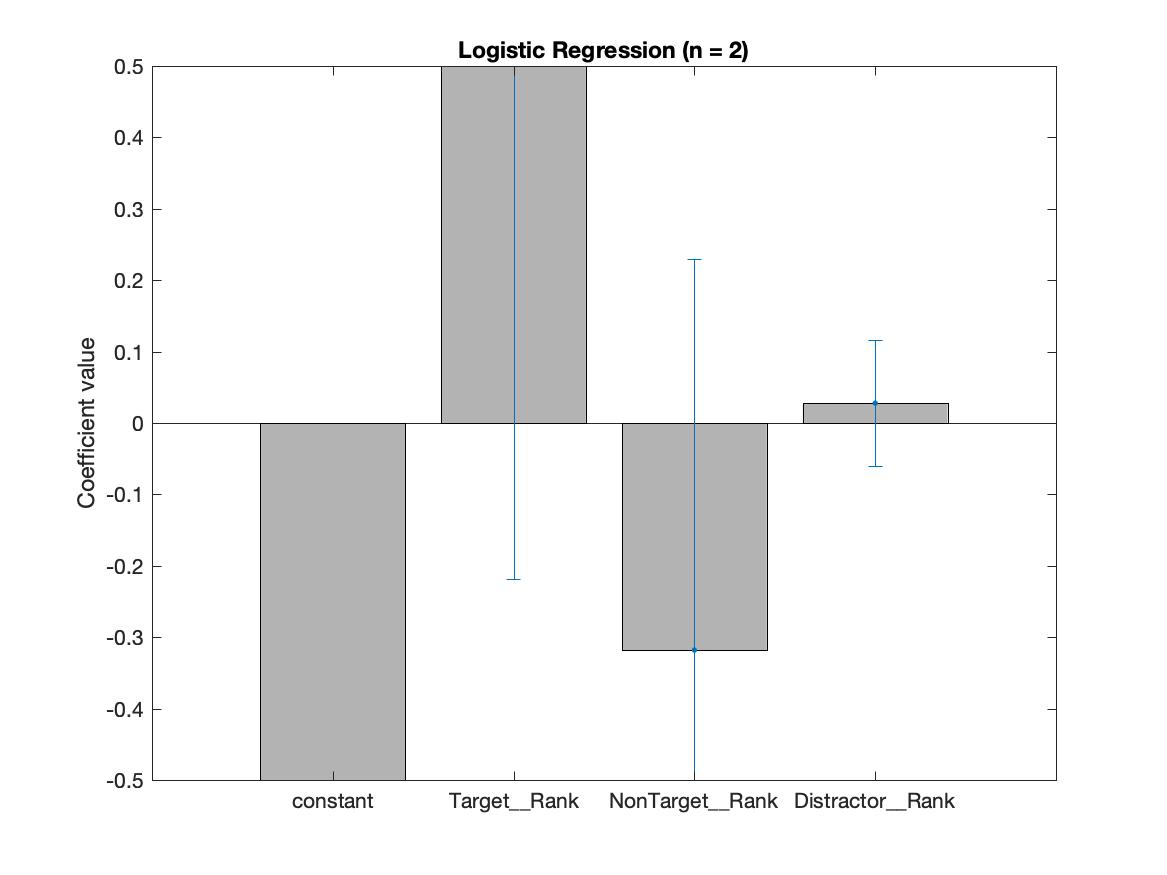 Logistic Regression (n = 2)
0.5
0.4
0.3
0.2
0.1
0
-0.1
-0.2
-0.3
-0.4
-0.5
Coefficient value
constant
Target__Rank
NonTarget__Rank
Distractor__Rank